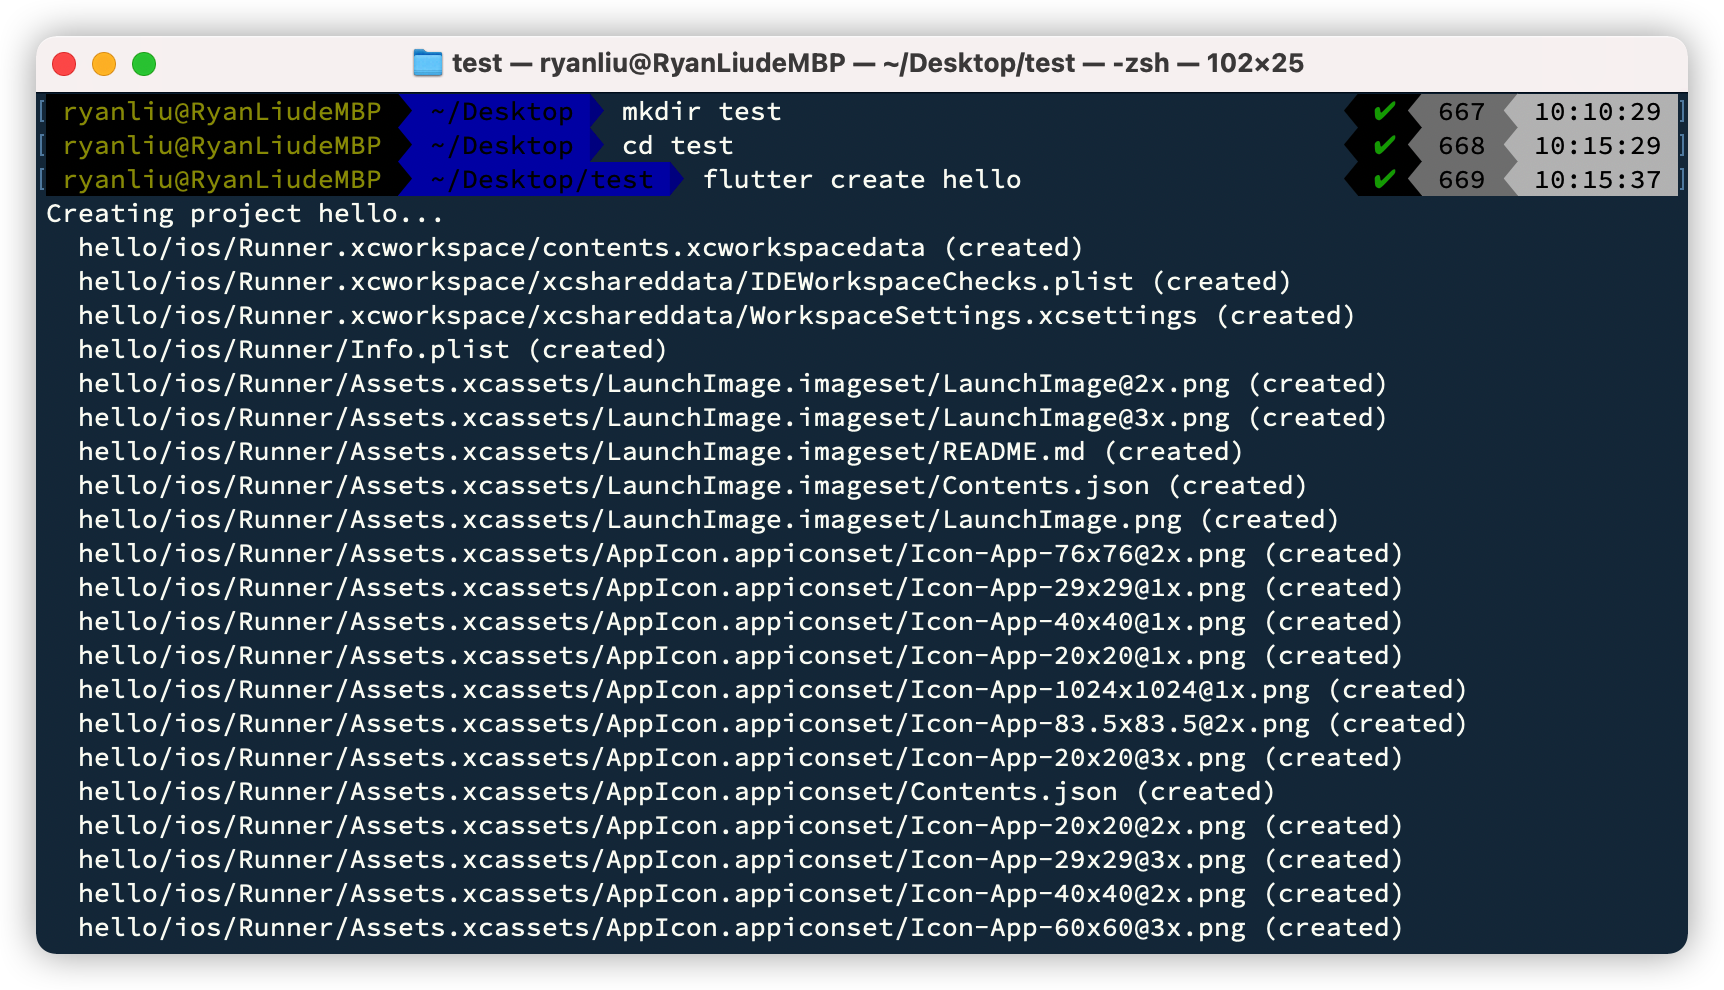 test — ryanliu@RyanLiudeMBP — ~/Desktop/test — -zsh — 102×25
[ ryanliu@RyanLiudeMBP ~/Desktop mkdir test ✔ 667 10:10:29 ]
[ ryanliu@RyanLiudeMBP ~/Desktop cd test ✔ 668 10:15:29 ]
[ ryanliu@RyanLiudeMBP ~/Desktop/test flutter create hello ✔ 669 10:15:37 ]
Creating project hello...
hello/ios/Runner.xcworkspace/contents.xcworkspacedata (created)
hello/ios/Runner.xcworkspace/xcshareddata/IDEWorkspaceChecks.plist (created)
hello/ios/Runner.xcworkspace/xcshareddata/WorkspaceSettings.xcsettings (created)
hello/ios/Runner/Info.plist (created)
hello/ios/Runner/Assets.xcassets/LaunchImage.imageset/LaunchImage@2x.png (created)
hello/ios/Runner/Assets.xcassets/LaunchImage.imageset/LaunchImage@3x.png (created)
hello/ios/Runner/Assets.xcassets/LaunchImage.imageset/README.md (created)
hello/ios/Runner/Assets.xcassets/LaunchImage.imageset/Contents.json (created)
hello/ios/Runner/Assets.xcassets/LaunchImage.imageset/LaunchImage.png (created)
hello/ios/Runner/Assets.xcassets/AppIcon.appiconset/Icon-App-76x76@2x.png (created)
hello/ios/Runner/Assets.xcassets/AppIcon.appiconset/Icon-App-29x29@1x.png (created)
hello/ios/Runner/Assets.xcassets/AppIcon.appiconset/Icon-App-40x40@1x.png (created)
hello/ios/Runner/Assets.xcassets/AppIcon.appiconset/Icon-App-20x20@1x.png (created)
hello/ios/Runner/Assets.xcassets/AppIcon.appiconset/Icon-App-1024x1024@1x.png (created)
hello/ios/Runner/Assets.xcassets/AppIcon.appiconset/Icon-App-83.5x83.5@2x.png (created)
hello/ios/Runner/Assets.xcassets/AppIcon.appiconset/Icon-App-20x20@3x.png (created)
hello/ios/Runner/Assets.xcassets/AppIcon.appiconset/Contents.json (created)
hello/ios/Runner/Assets.xcassets/AppIcon.appiconset/Icon-App-20x20@2x.png (created)
hello/ios/Runner/Assets.xcassets/AppIcon.appiconset/Icon-App-29x29@3x.png (created)
hello/ios/Runner/Assets.xcassets/AppIcon.appiconset/Icon-App-40x40@2x.png (created)
hello/ios/Runner/Assets.xcassets/AppIcon.appiconset/Icon-App-60x60@3x.png (created)